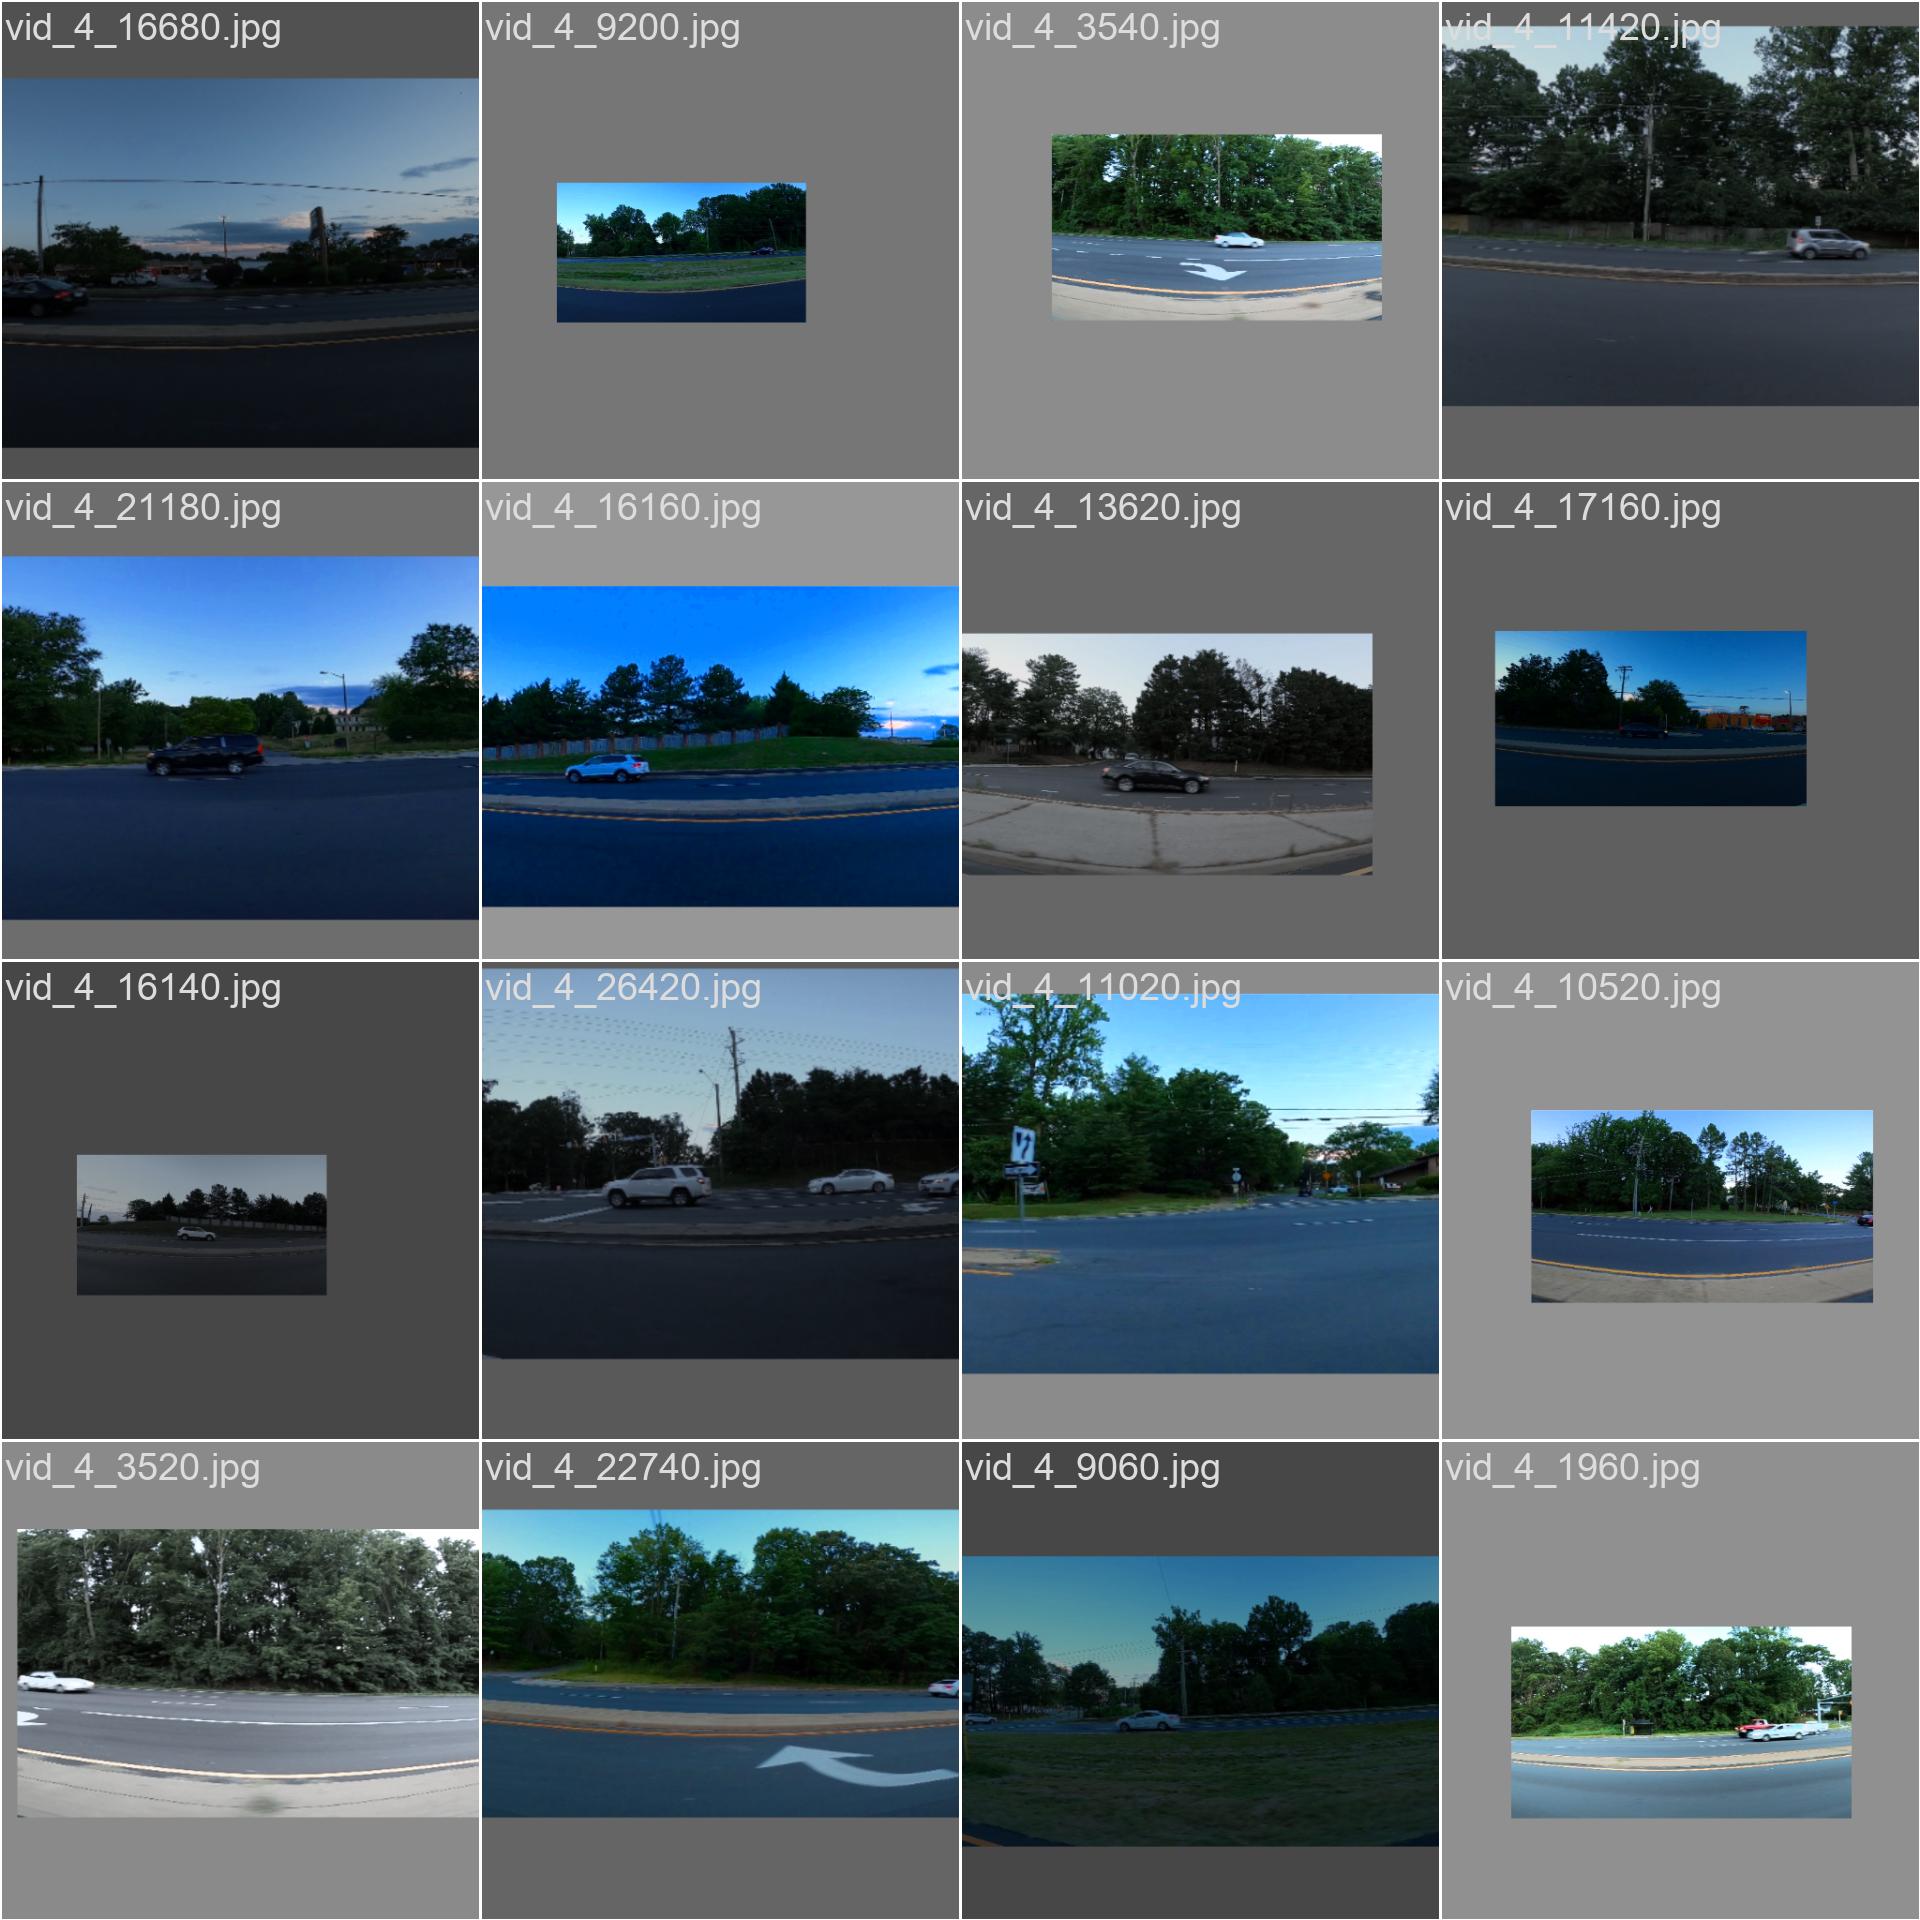 vid_4_16680.jpg
vid_4_9200.jpg
vid_4_3540.jpg
vid_4_11420.jpg
vid_4_21180.jpg
vid_4_16160.jpg
vid_4_13620.jpg
vid_4_17160.jpg
vid_4_16140.jpg
vid_4_26420.jpg
vid_4_11020.jpg
vid_4_10520.jpg
vid_4_3520.jpg
vid_4_22740.jpg
vid_4_9060.jpg
vid_4_1960.jpg